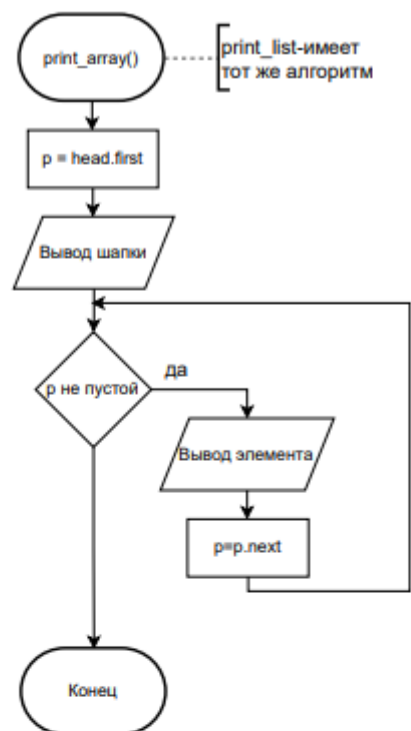 print_array()
print_list-имеет
тот же алгоритм
p = head.first
Вывод шапки
p не пустой
да
Вывод элемента
p=p.next
Конец